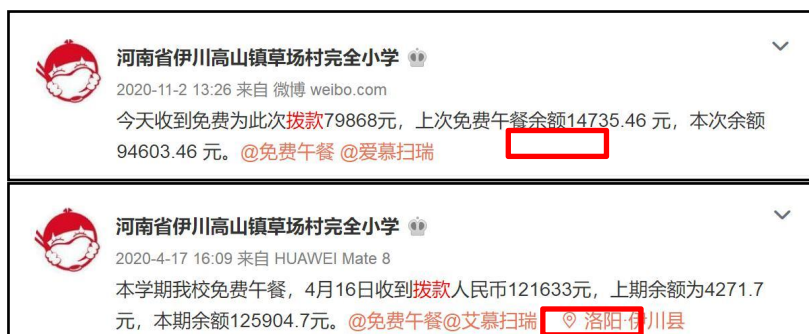 河南省伊川高山镇草场村完全小学
2020-11-2 13:26 来自 微博 weibo.com
今天收到免费为此次拨款79868元，上次免费午餐余额14735.46 元，本次余额
94603.46 元。@免费午餐 @爱慕扫瑞
河南省伊川高山镇草场村完全小学
2020-4-17 16:09 来自 HUAWEI Mate 8
本学期我校免费午餐，4月16日收到拨款人民币121633元，上期余额为4271.7
元，本期余额125904.7元。@免费午餐@艾慕扫瑞 洛阳·伊川县